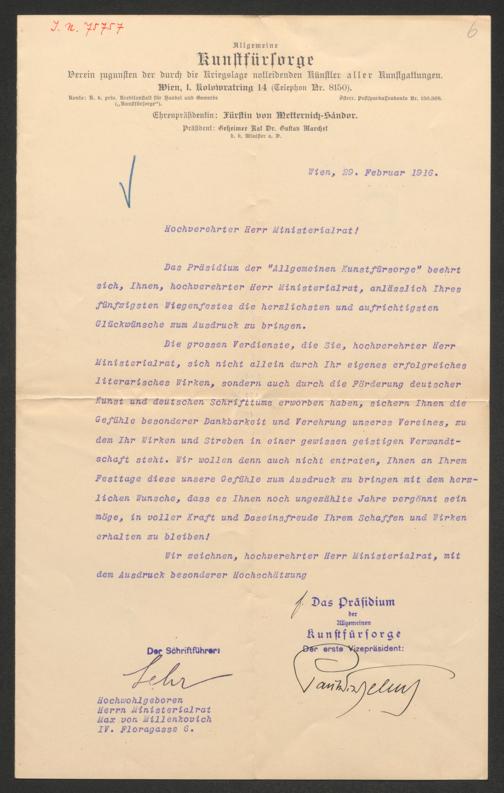 I. N. 75757
6
Allgemeine
Kunstfürsorge
Verein zugunsten der durch die Kriegslage notleidenden Künstler aller Kunstgattungen.
Wien, I. Kolowratring 14 (Telephon Nr. 8150).
Konto: K. k. priv. Kreditanstalt für Handel und Gewerbe
(„Kunstfürsorge").
Österr. Postsparkassenkonto Nr.
Ehrenpräsidentin: Fürstin von Metternich-Sándor.
Präsident: Geheimer Rat Dr. Gustav Marchet
k. k. Minister a. D.
Wien, 29. Februar 1916.
Hochverehrter Herr Ministerialrat!
Das Präsidium der "Allgemeinen Kunstfürsorge" beehrt
sich, Ihnen, hochverehrter Herr Ministerialrat, anlässlich Ihres
fünfzigsten Wiegenfestes die herzlichsten und aufrichtigsten
Glückwünsche zum Ausdruck zu bringen.
Die grossen Verdienste, die Sie, hochverehrter Herr
Ministerialrat, sich nicht allein durch Ihr eigenes erfolgreiches
literarisches Wirken, sondern auch durch die Förderung deutscher
Kunst und deutschen Schrifttums erworben haben, sichern Ihnen die
Gefühle besonderer Dankbarkeit und Verehrung unseres Vereines, zu
dem Ihr Wirken und Streben in einer gewissen geistigen Verwandt-
schaft steht. Wir wollen denn auch nicht entraten, Ihnen an Ihrem
Festtage diese unsere Gefühle zum Ausdruck zu bringen mit dem herz-
lichen Wunsche, dass es Ihnen noch ungezählte Jahre vergönnt sein
möge, in voller Kraft und Daseinsfreude Ihrem Schaffen und Wirken
erhalten zu bleiben!
Wir zeichnen, hochverehrter Herr Ministerialrat, mit
dem Ausdruck besonderer Hochschätzung
f. Das Präsidium
der
Allgemeinen
Kunstfürsorge
Der erste Vizepräsident:
Der Schriftführer:
Hochwohlgeboren
Herrn Ministerialrat
Max von Millenkovich
IV. Floragasse 6.